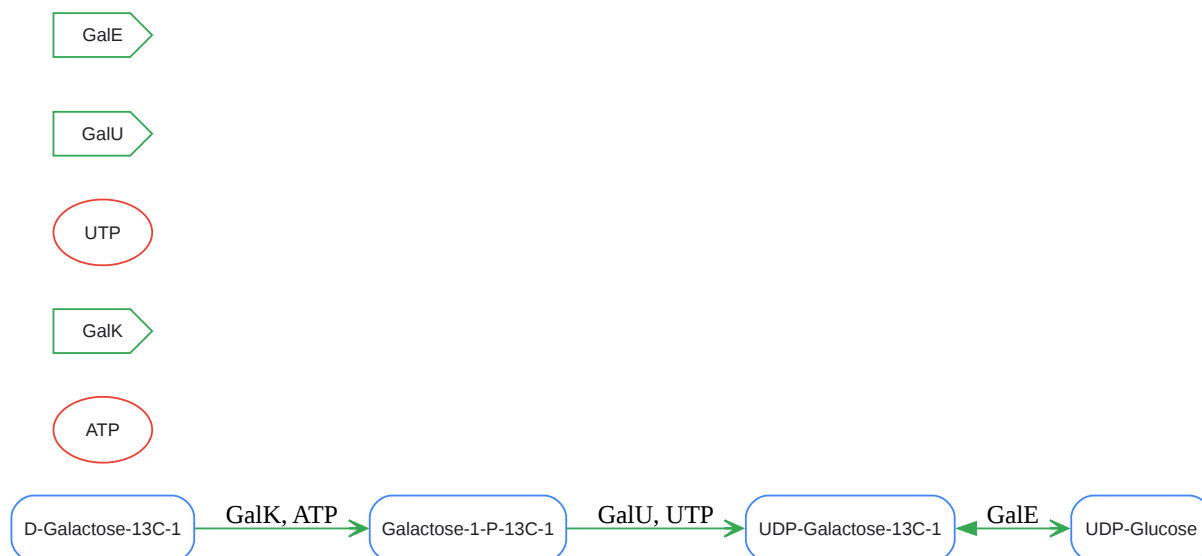 GalE
GalU
UTP
GalK
ATP
GalK, ATP
GalU, UTP
GalE
D-Galactose-13C-1
Galactose-1-P-13C-1
UDP-Galactose-13C-1
UDP-Glucose